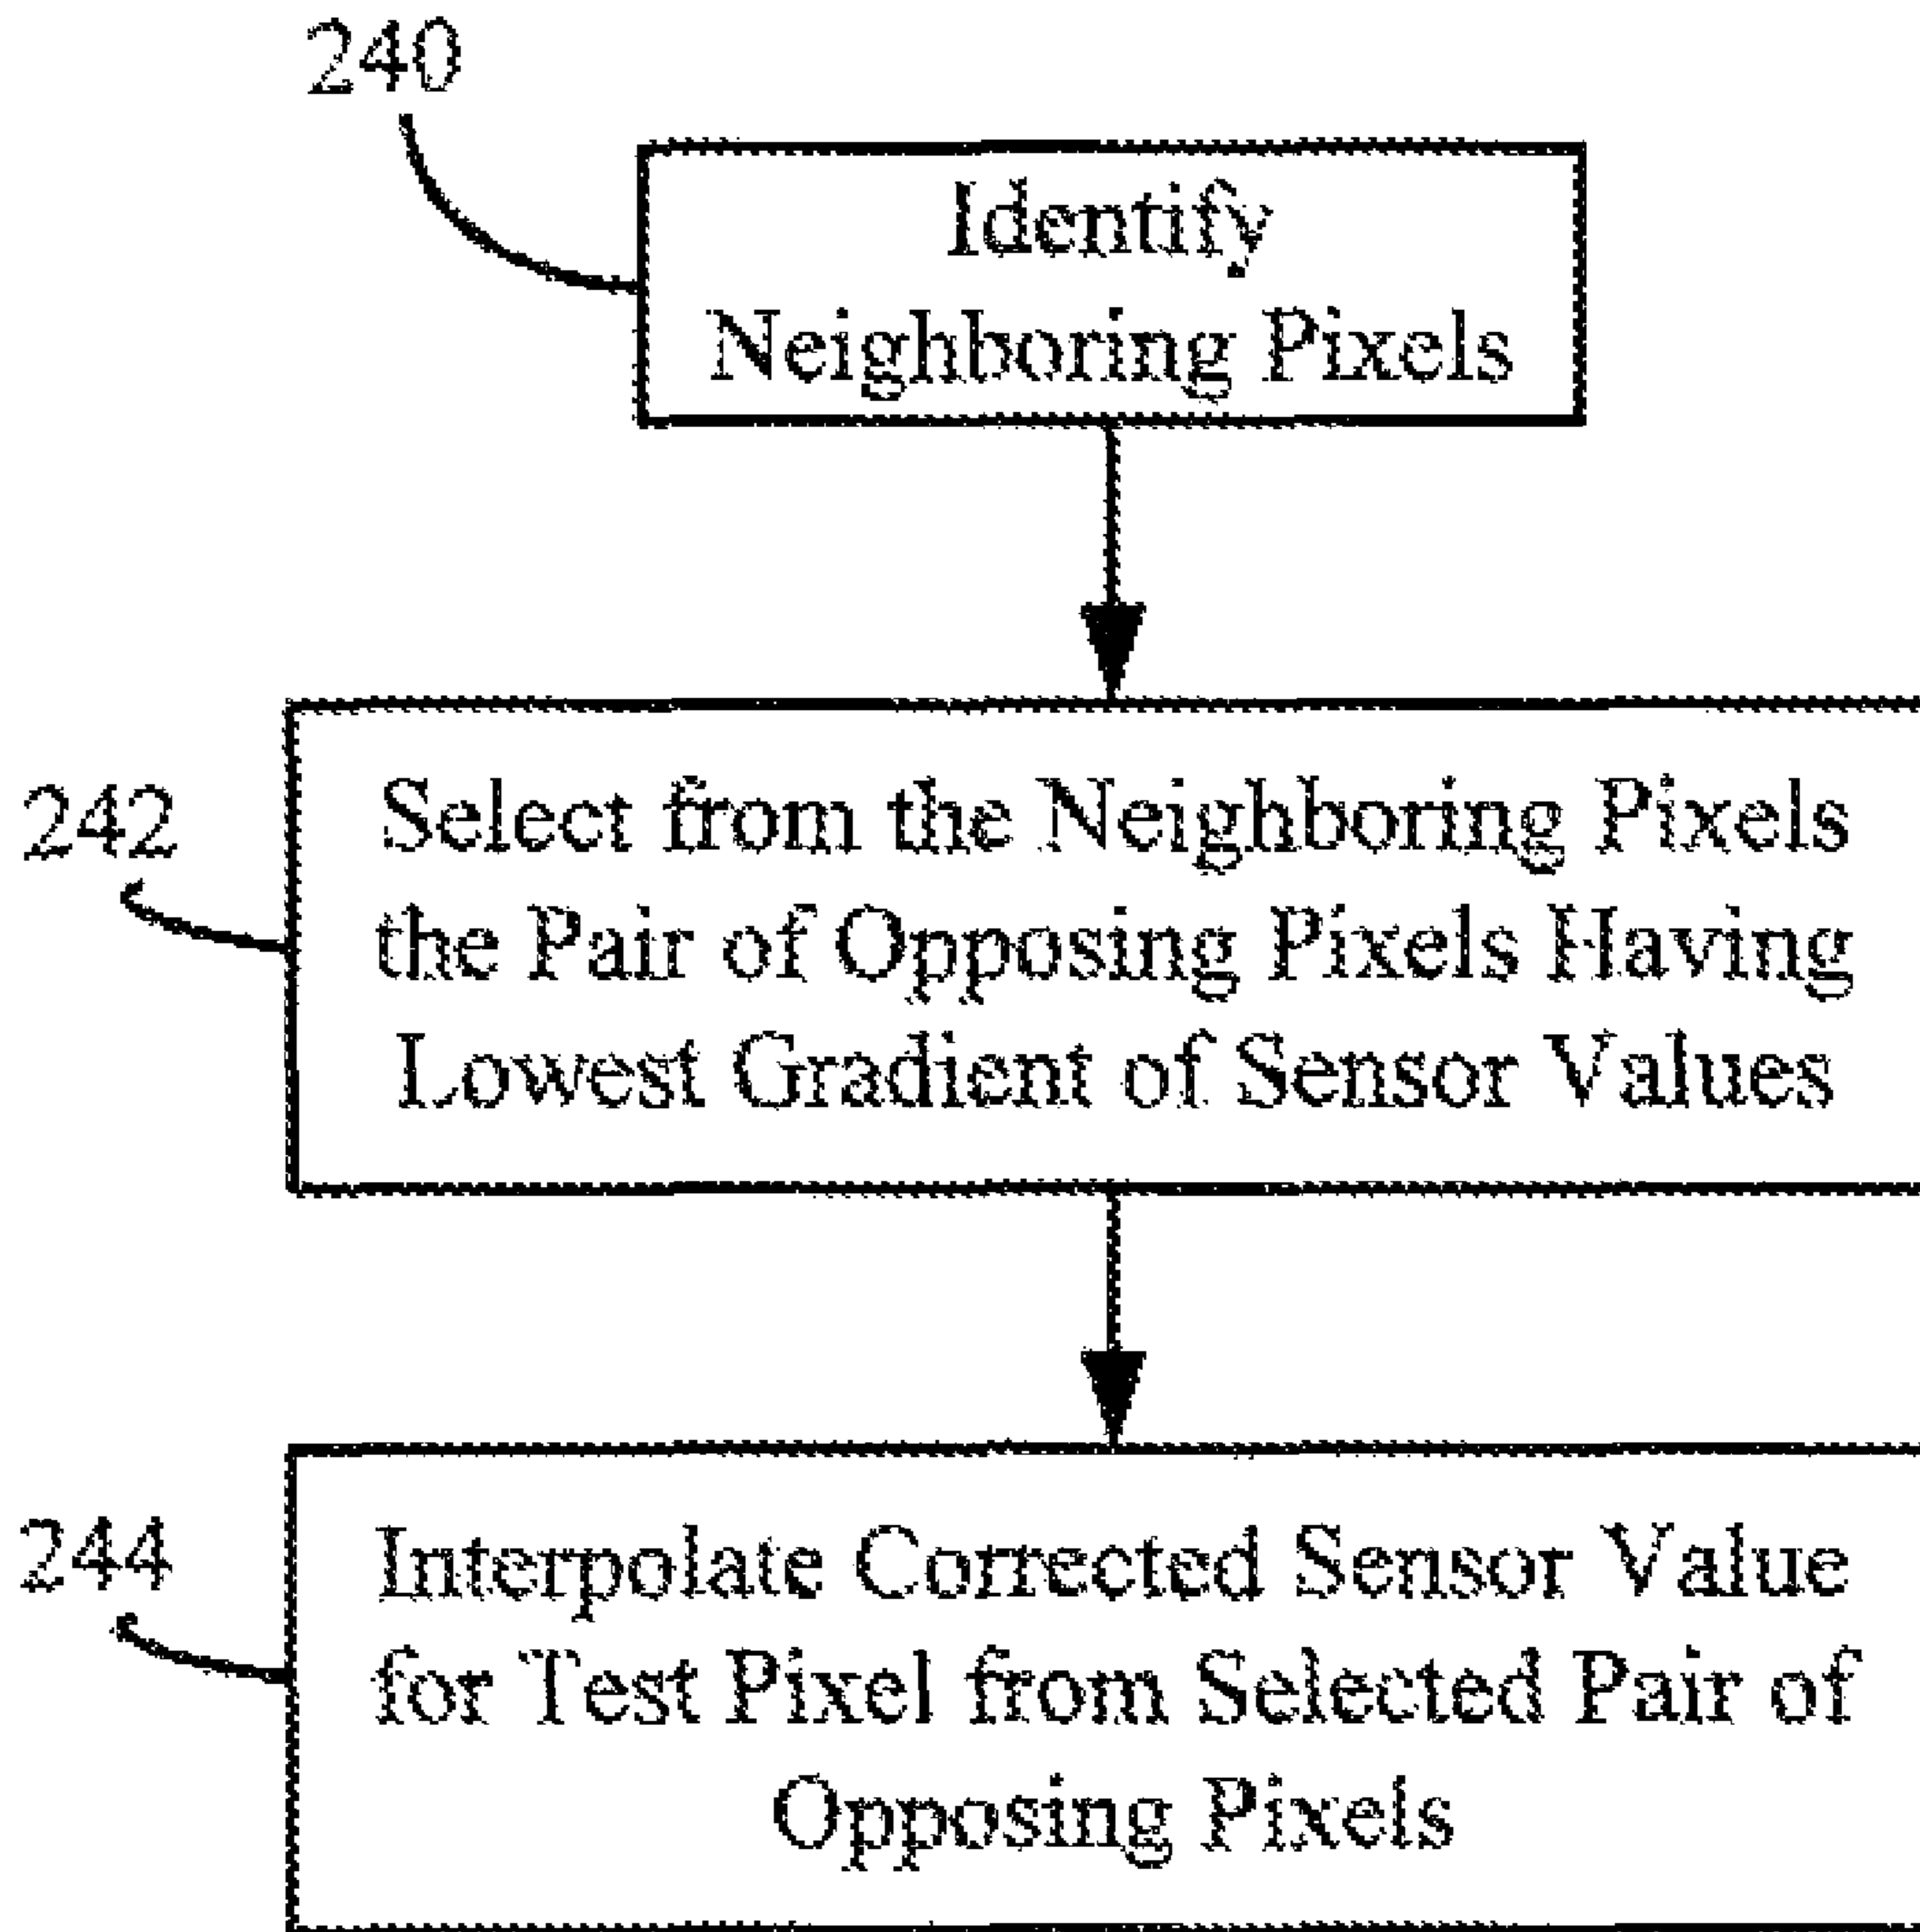 240
Identify
Neighboring Pixels
242
Select from the Neighboring Pixels
the Pair of Opposing Pixels Having
Lowest Gradient of Sensor Values
244
Interpolate Corrected Sensor Value
for Test Pixel from Selected Pair of
Opposing Pixels